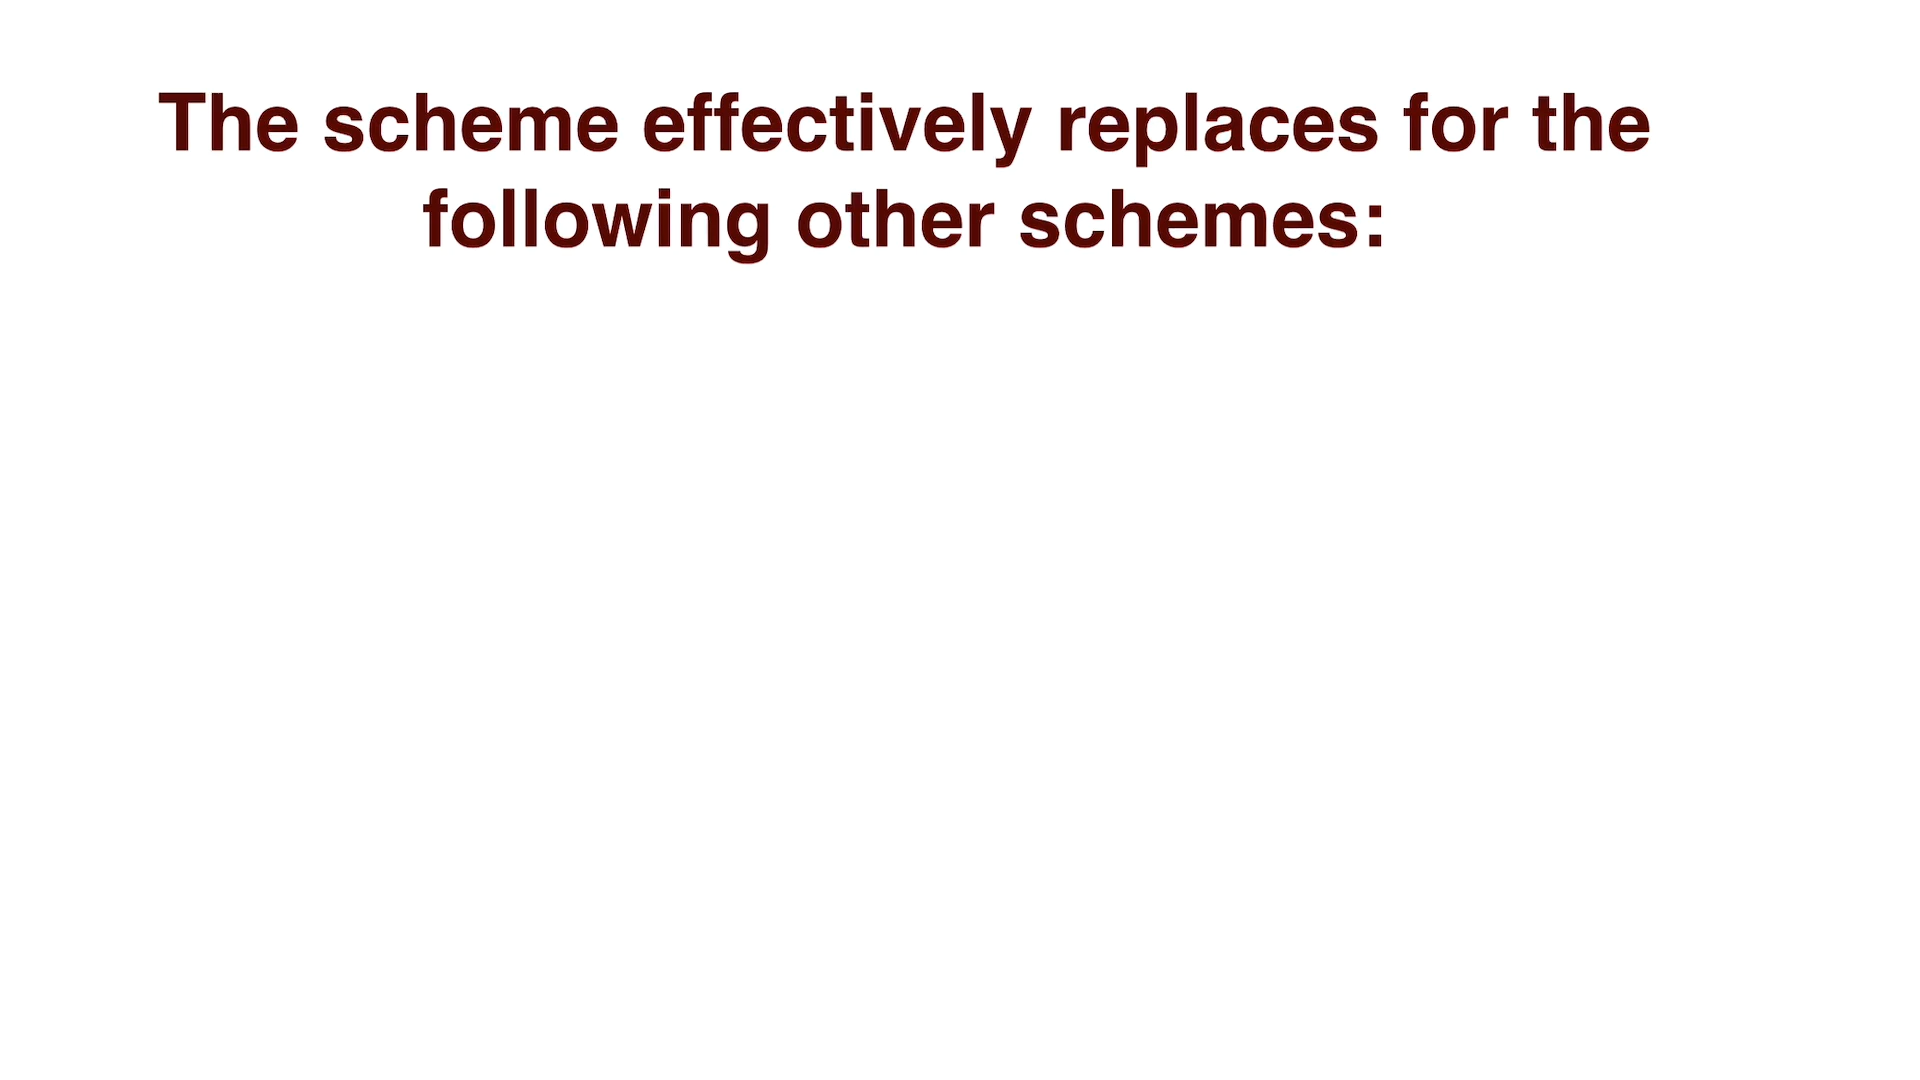 The scheme effectively replaces for the
following other schemes: